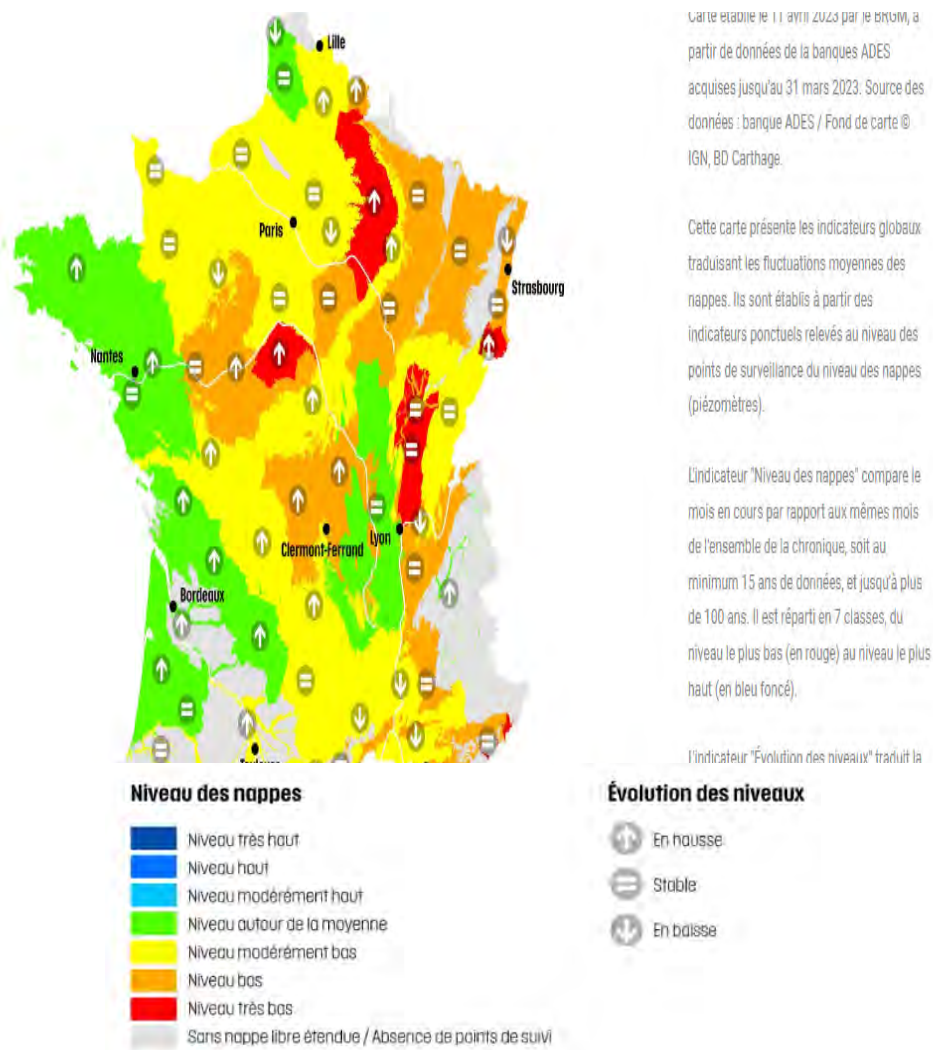 Carte établie le 11 avril 2023 par le BRGM, à
partir de données de la banques ADES
acquises jusqu'au 31 mars 2023. Source des
données : banque ADES / Fond de carte ©
IGN, BD Carthage.
Cette carte présente les indicateurs globaux
traduisant les fluctuations moyennes des
nappes. Ils sont établis à partir des
indicateurs ponctuels relevés au niveau des
points de surveillance du niveau des nappes
(piézomètres).
L'indicateur "Niveau des nappes" compare le
mois en cours par rapport aux mêmes mois
de l'ensemble de la chronique, soit au
minimum 15 ans de données, et jusqu'à plus
de 100 ans. Il est réparti en 7 classes, du
niveau le plus bas (en rouge) au niveau le plus
haut (en bleu foncé).
L'indicateur "Évolution des niveaux" traduit la
Lille
Paris
Strasbourg
Nantes
Clermont-Ferrand
Lyon
Bordeaux
Toulouse
Niveau des nappes
Niveau très haut
Niveau haut
Niveau modérément haut
Niveau autour de la moyenne
Niveau modérément bas
Niveau bas
Niveau très bas
Sans nappe libre étendue / Absence de points de suivi
Évolution des niveaux
En hausse
Stable
En baisse